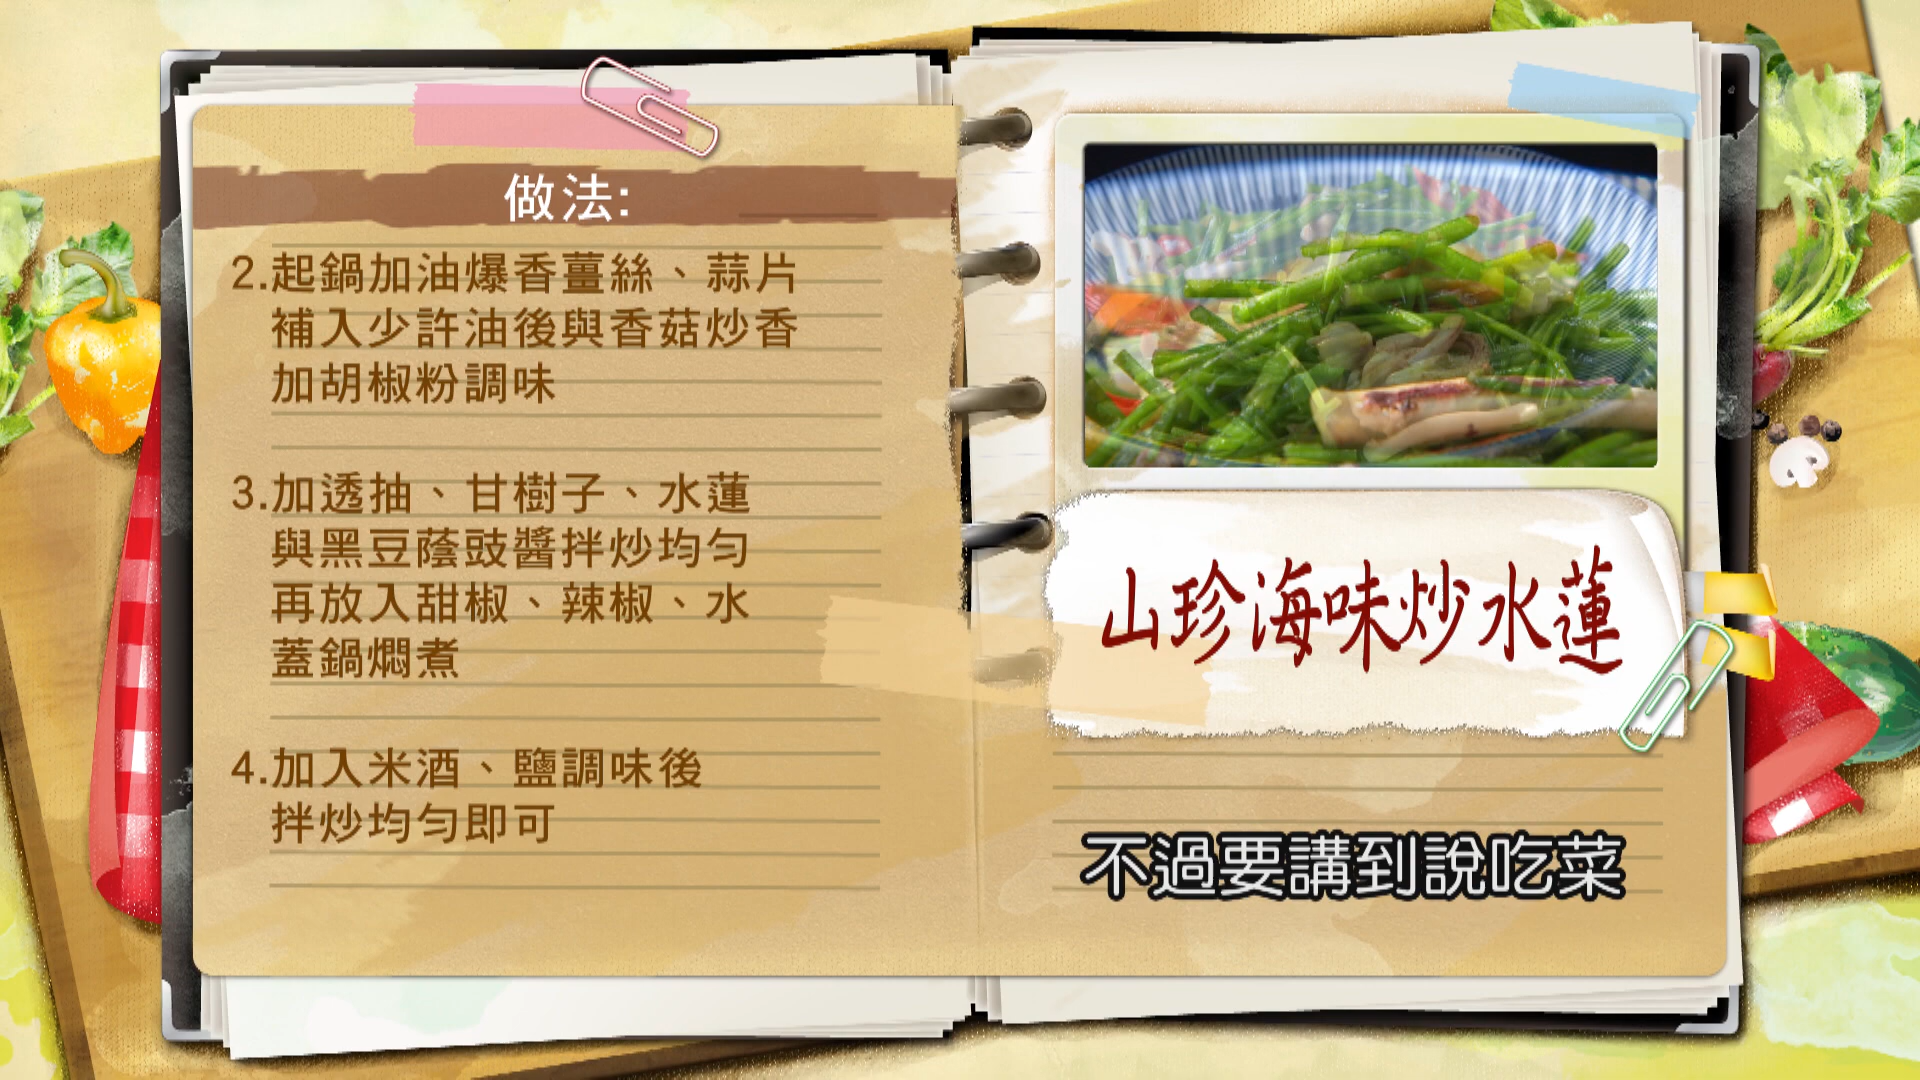 做法:
2.起鍋加油爆香薑絲、蒜片
補入少許油後與香菇炒香
加胡椒粉調味
3.加透抽、甘樹子、水蓮
與黑豆蔭豉醬拌炒均勻
再放入甜椒、辣椒、水
蓋鍋燜煮
4.加入米酒、鹽調味後
拌炒均勻即可
山珍海味炒水蓮
不過要講到說吃菜